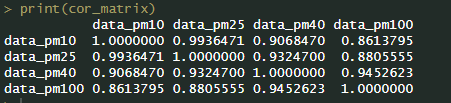 > print(cor_matrix)
data_pm10 data_pm25 data_pm40 data_pm100
data_pm10 1.0000000 0.9936471 0.9068470 0.8613795
data_pm25 0.9936471 1.0000000 0.9324700 0.8805555
data_pm40 0.9068470 0.9324700 1.0000000 0.9452623
data_pm100 0.8613795 0.8805555 0.9452623 1.0000000